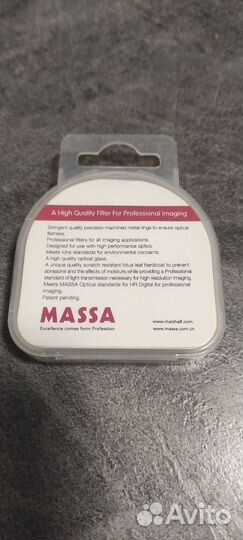 A High Quality Filter For Professional Imaging
Stringent quality precision machined metal rings to ensure optical
flatness.
Professional filters for all imaging applications.
Designed for use with high performance optics.
Meets rohs standards for environmental concerns.
A high quality optical glass.
A unique quality scratch resistant lotus leaf hardcoat to prevent
abrasions and the effects of moisture,while providing a Professional
standard of light transmission necessary for high resolution imaging.
Meets MASSA Optical standards for HR Digital for professional
imaging.
Patent pending.
MASSA
Excellence comes form Profession
www.maisha8.com
www.massa.com.cn
Avito